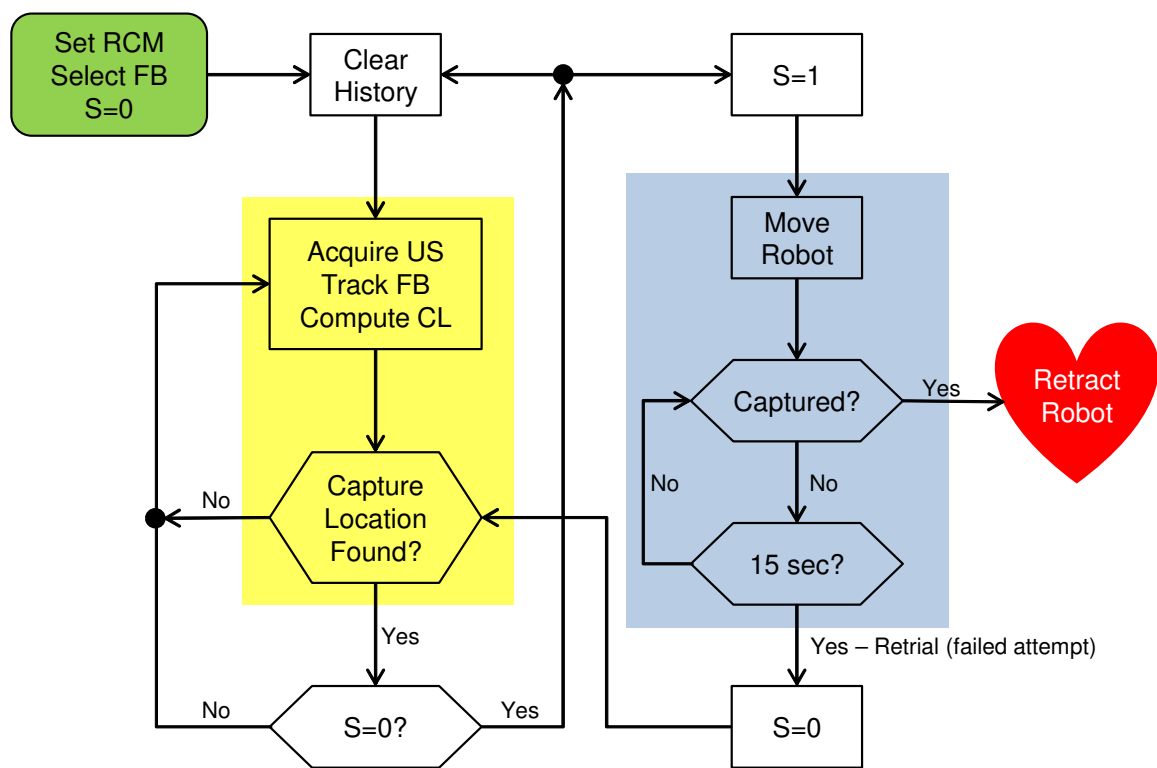 Set RCM
Select FB
S=0
Clear
History
S=1
Acquire US
Track FB
Compute CL
Move
Robot
Captured?
Yes
Retract
Robot
No
No
Capture
Location
Found?
No
15 sec?
Yes
Yes – Retrial (failed attempt)
No
S=0?
Yes
S=0